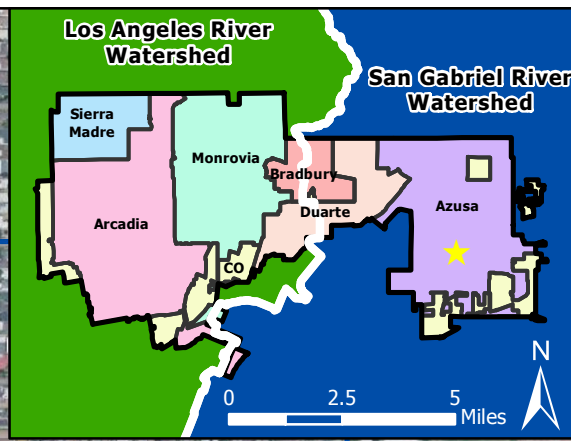 Los Angeles River
Watershed
San Gabriel River
Watershed
Sierra
Madre
Monrovia
Bradbury
Arcadia
Duarte
Azusa
CO
N
0 2.5 5
Miles